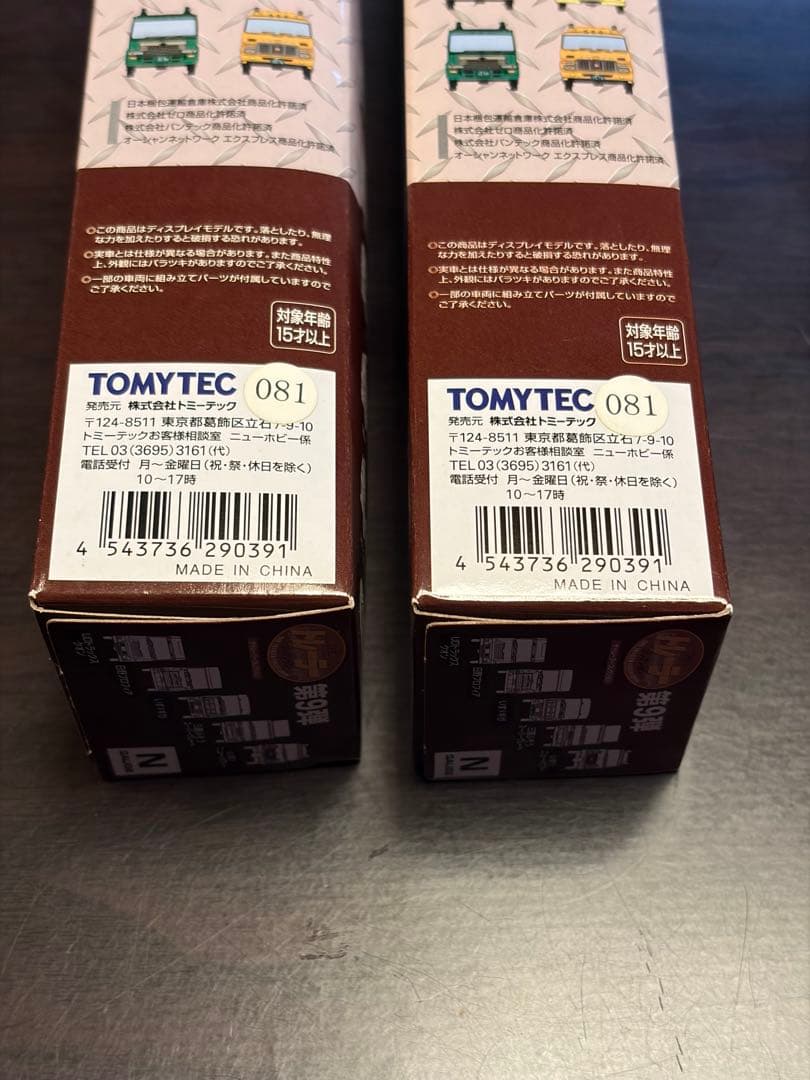 日本梱包運輸倉庫株式会社商品化許諾済
株式会社ゼロ商品化許諾済
株式会社バンテック商品化許諾済
オーシャンネットワーク エクスプレス商品化許諾済
●この商品はディスプレイモデルです。落としたり、無理
な力を加えたりすると破損する恐れがあります。
●実車とは仕様が異なる場合があります。また商品特性
上、外観にはバラツキがありますのでご了承ください。
●一部の車両に組み立てパーツが付属していますので
ご了承ください。
対象年齢
15才以上
TOMYTEC
081
発売元 株式会社トミーテック
〒124-8511 東京都葛飾区立石7-9-10
トミーテックお客様相談室 ニューホビー係
TEL 03(3695)3161(代)
電話受付 月〜金曜日(祝・祭・休日を除く)
10〜17時
4 543736 290391
MADE IN CHINA
第9弾
N
日本梱包運輸倉庫株式会社商品化許諾済
株式会社ゼロ商品化許諾済
株式会社バンテック商品化許諾済
オーシャンネットワーク エクスプレス商品化許諾済
●この商品はディスプレイモデルです。落としたり、無理
な力を加えたりすると破損する恐れがあります。
●実車とは仕様が異なる場合があります。また商品特性
上、外観にはバラツキがありますのでご了承ください。
●一部の車両に組み立てパーツが付属していますので
ご了承ください。
対象年齢
15才以上
TOMYTEC
081
発売元 株式会社トミーテック
〒124-8511 東京都葛飾区立石7-9-10
トミーテックお客様相談室 ニューホビー係
TEL 03(3695)3161(代)
電話受付 月〜金曜日(祝・祭・休日を除く)
10〜17時
4 543736 290391
MADE IN CHINA
第9弾
N